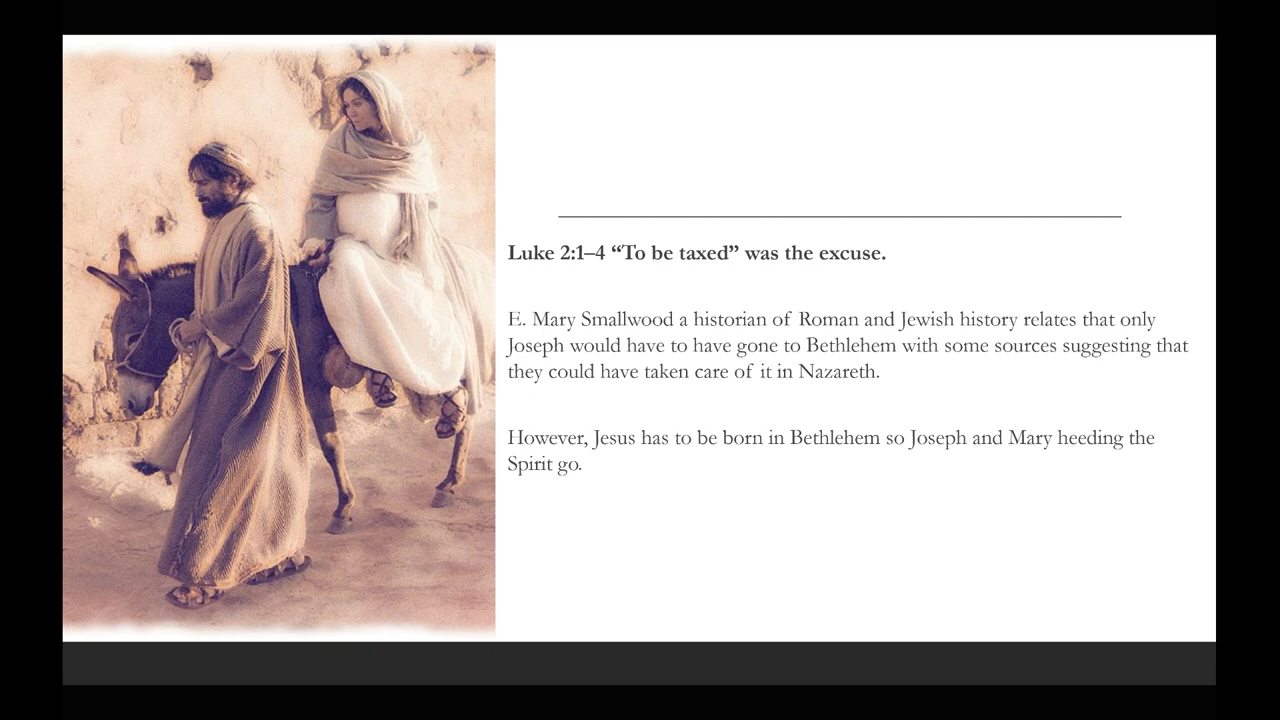 Luke 2:1–4 “To be taxed” was the excuse.
E. Mary Smallwood a historian of Roman and Jewish history relates that only
Joseph would have to have gone to Bethlehem with some sources suggesting that
they could have taken care of it in Nazareth.
However, Jesus has to be born in Bethlehem so Joseph and Mary heeding the
Spirit go.